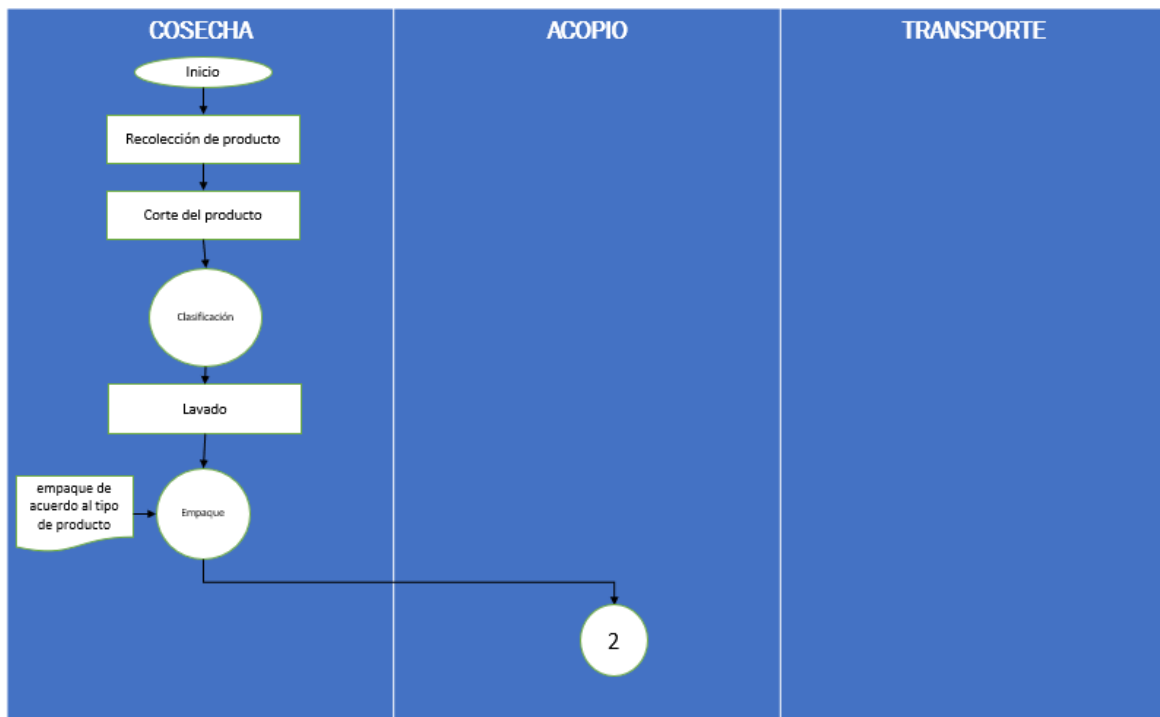 COSECHA
ACOPIO
TRANSPORTE
Inicio
Recolección de producto
Corte del producto
Clasificación
Lavado
empaque de
acuerdo al tipo
de producto
Empaque
2